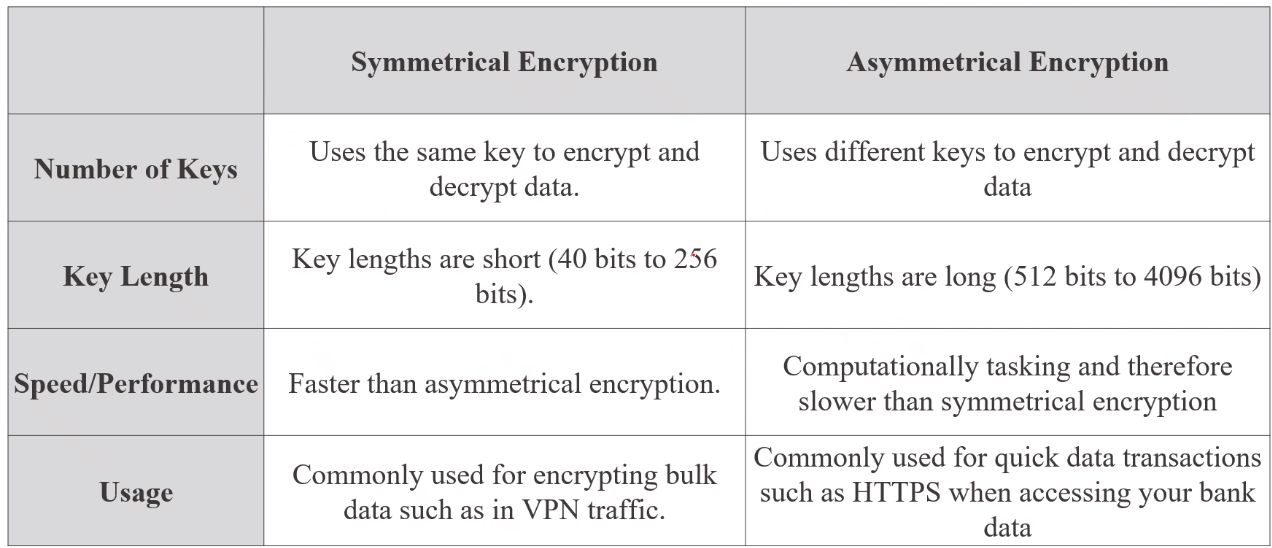 Symmetrical Encryption
Asymmetrical Encryption
Number of Keys
Uses the same key to encrypt and
decrypt data.
Uses different keys to encrypt and decrypt
data
Key Length
Key lengths are short (40 bits to 256
bits).
Key lengths are long (512 bits to 4096 bits)
Speed/Performance
Faster than asymmetrical encryption.
Computationally tasking and therefore
slower than symmetrical encryption
Usage
Commonly used for encrypting bulk
data such as in VPN traffic.
Commonly used for quick data transactions
such as HTTPS when accessing your bank
data